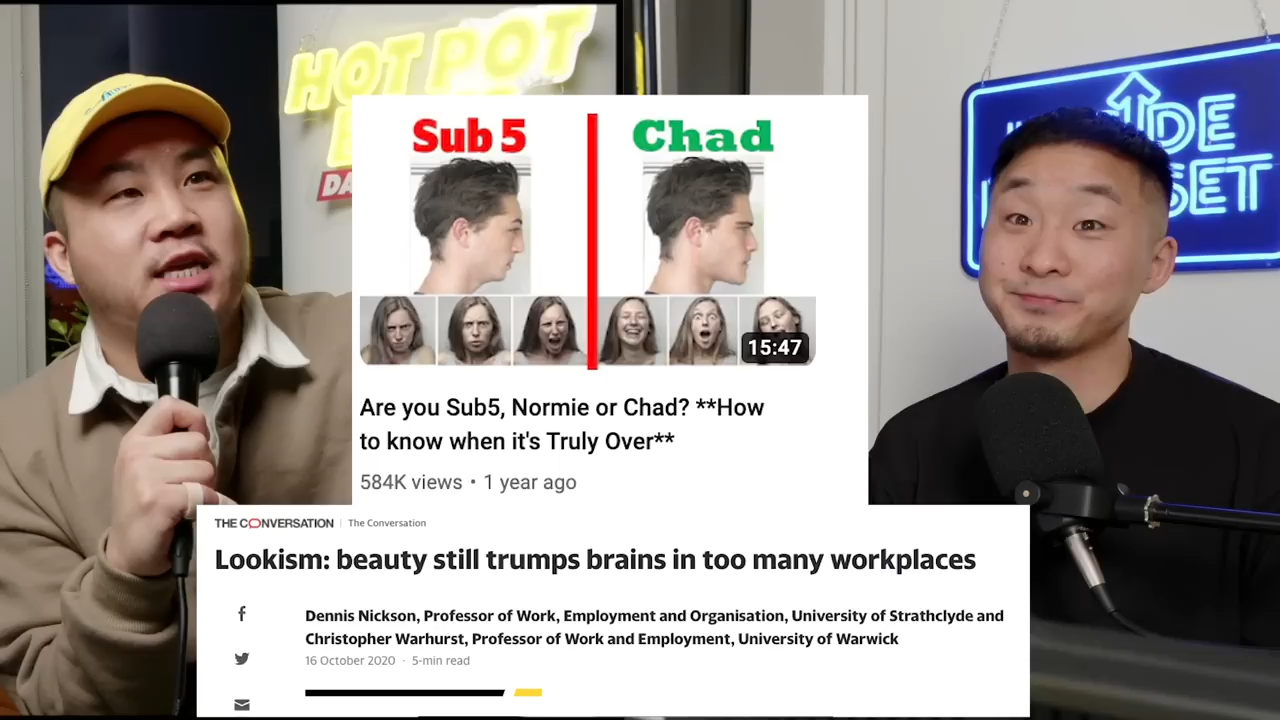 HOT POT
DA
Sub 5
Chad
15:47
Are you Sub5, Normie or Chad? **How
to know when it's Truly Over**
584K views • 1 year ago
THE CONVERSATION | The Conversation
Lookism: beauty still trumps brains in too many workplaces
Dennis Nickson, Professor of Work, Employment and Organisation, University of Strathclyde and
Christopher Warhurst, Professor of Work and Employment, University of Warwick
16 October 2020 · 5-min read